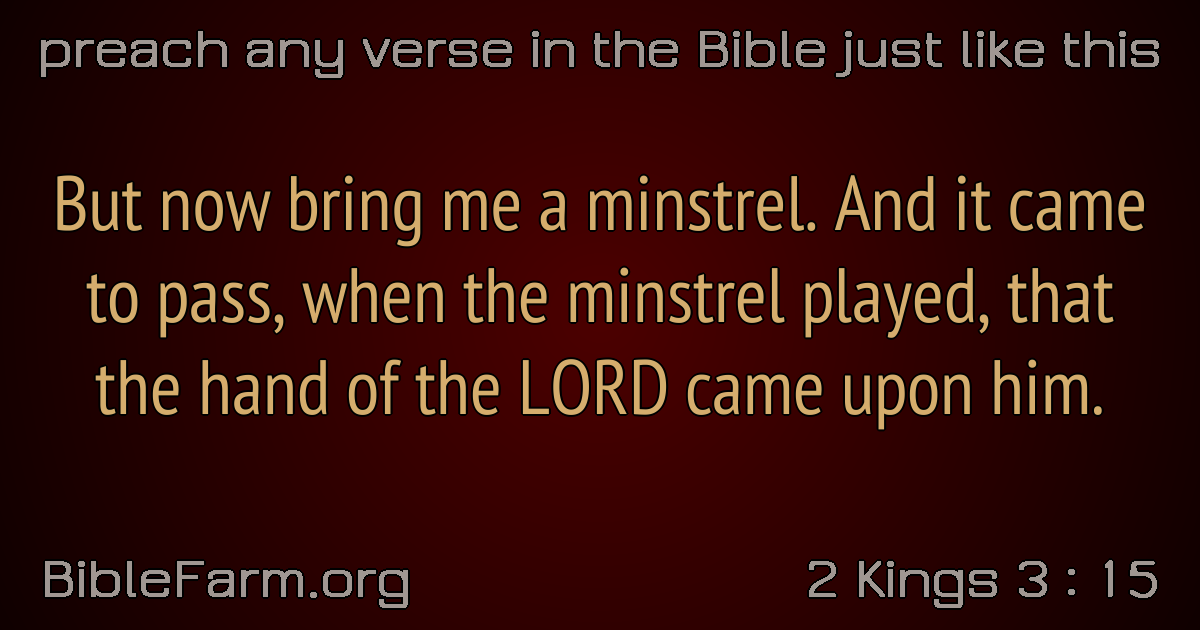 preach any verse in the Bible just like this
But now bring me a minstrel. And it came
to pass, when the minstrel played, that
the hand of the LORD came upon him.
BibleFarm.org
2 Kings 3 : 15